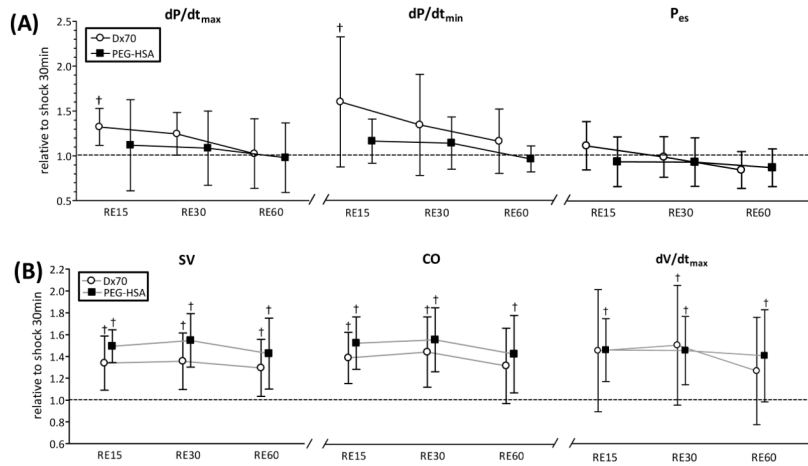 (A)
dP/dtmax
dP/dtmin
Pes
relative to shock 30min
2.5
2.0
1.5
1.0
0.5
Dx70
PEG-HSA
†
†
RE15 RE30 RE60 RE15 RE30 RE60 RE15 RE30 RE60
(B)
SV
CO
dV/dtmax
relative to shock 30min
2.2
2.0
1.8
1.6
1.4
1.2
1.0
0.8
0.6
Dx70
PEG-HSA
† † † † † †
† † † † †
† † †
RE15 RE30 RE60 RE15 RE30 RE60 RE15 RE30 RE60